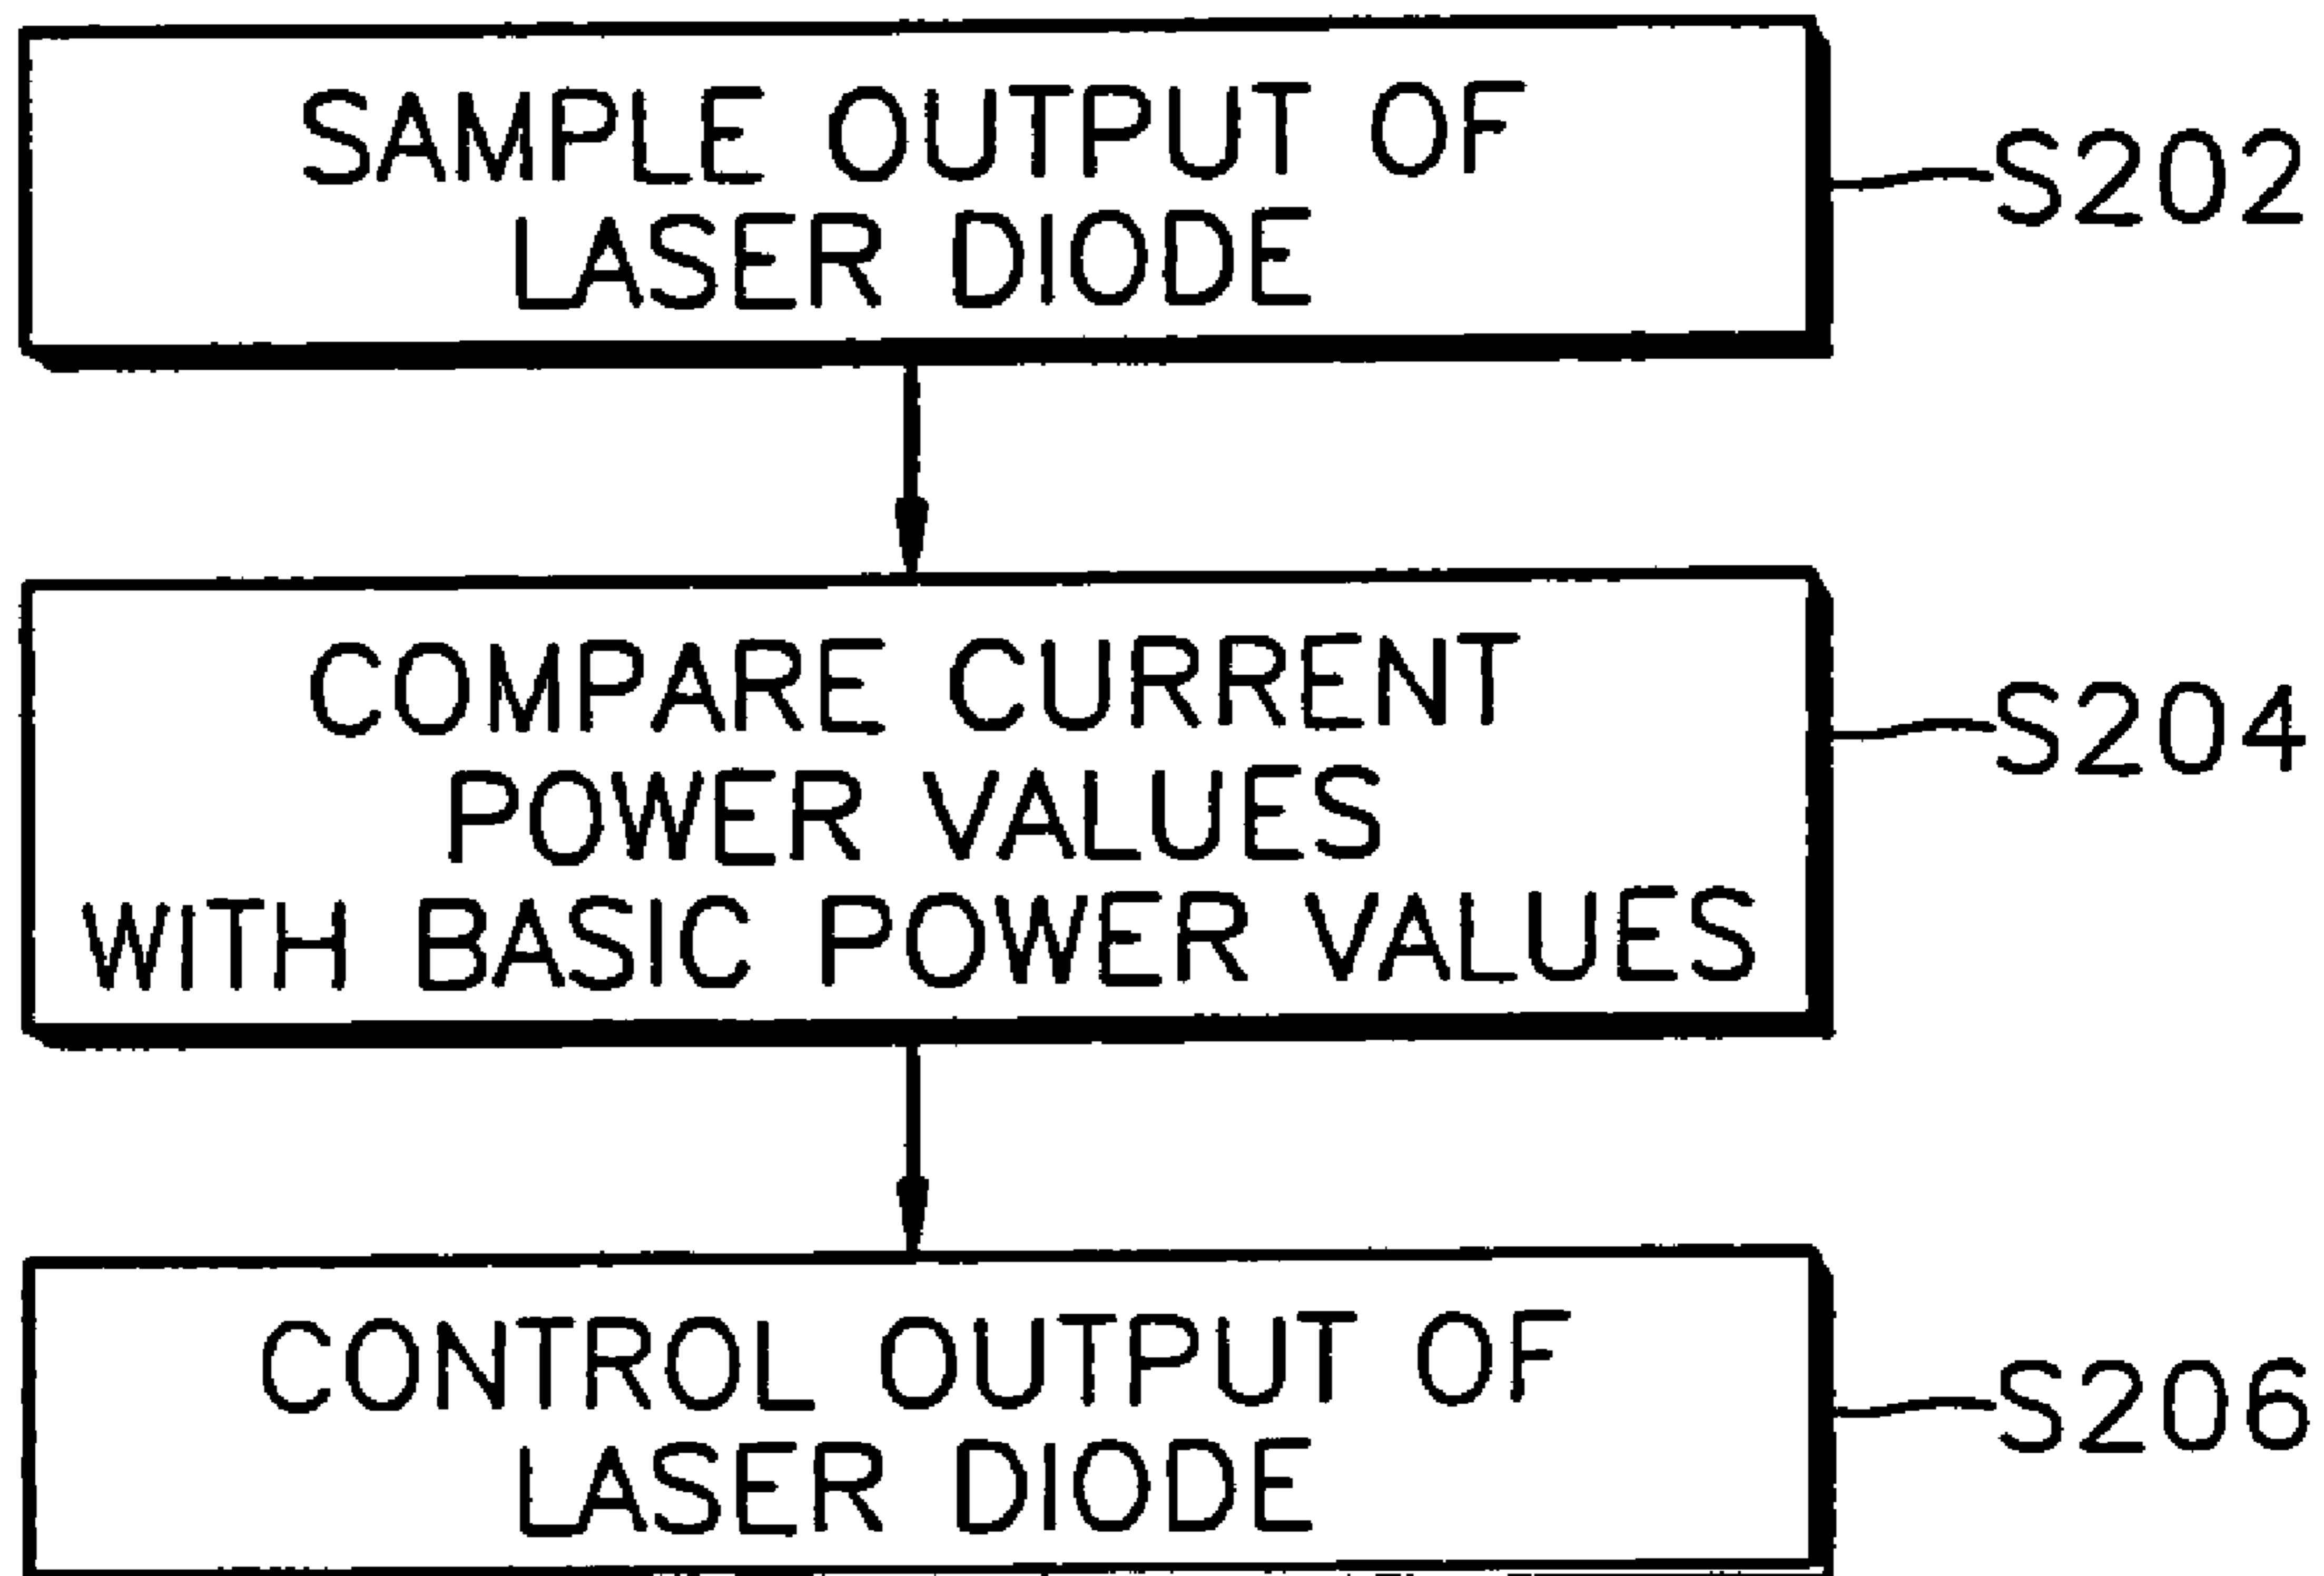 SAMPLE OUTPUT OF
LASER DIODE
S202
COMPARE CURRENT
POWER VALUES
WITH BASIC POWER VALUES
S204
CONTROL OUTPUT OF
LASER DIODE
S206